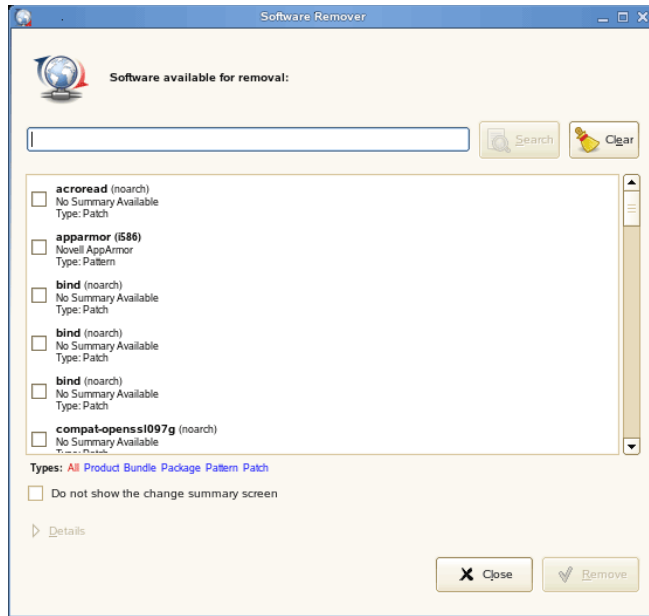 Software Remover
Software available for removal:
Search
Clear
acroread (noarch)
No Summary Available
Type: Patch
apparmor (i586)
Novell AppArmor
Type: Pattern
bind (noarch)
No Summary Available
Type: Patch
bind (noarch)
No Summary Available
Type: Patch
bind (noarch)
No Summary Available
Type: Patch
compat-openssl097g (noarch)
No Summary Available
Type: Patch
Types: All Product Bundle Package Pattern Patch
Do not show the change summary screen
Details
Close
Remove